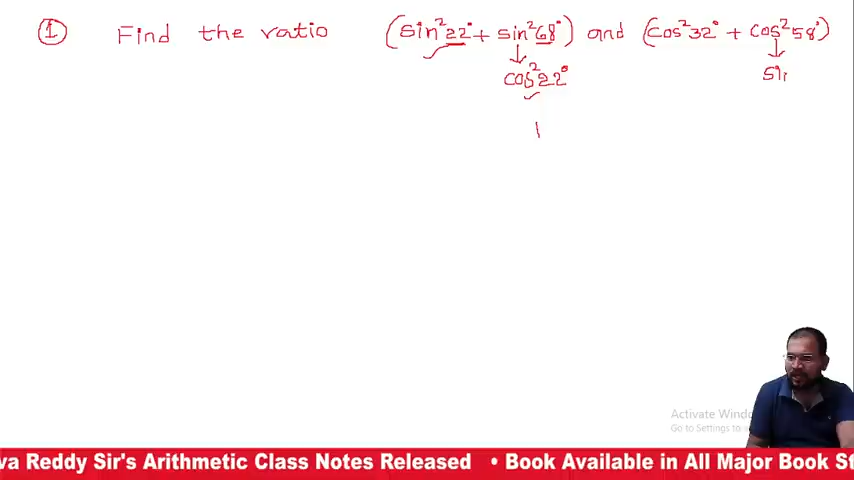 ① Find the ratio (sin²22° + sin²68°) and (cos²32° + cos²58°)
cos²22° si
1
Activate Windo
Go to Settings to
va Reddy Sir's Arithmetic Class Notes Released • Book Available in All Major Book St